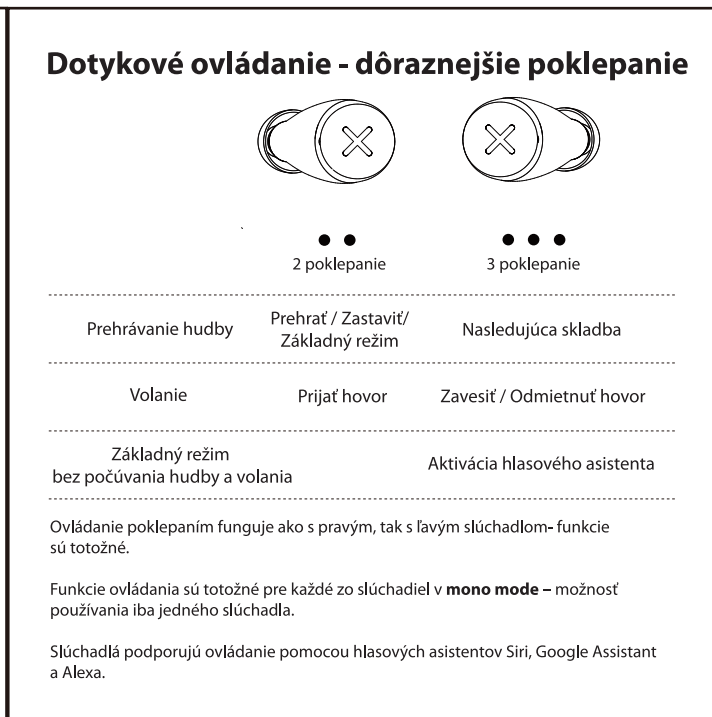 Dotykové ovládanie - dôraznejšie poklepanie
2 poklepanie
3 poklepanie
Prehrávanie hudby
Prehrať / Zastaviť/
Základný režim
Nasledujúca skladba
Volanie
Prijať hovor
Zavesiť / Odmietnuť hovor
Základný režim
bez počúvania hudby a volania
Aktivácia hlasového asistenta
Ovládanie poklepaním funguje ako s pravým, tak s ľavým slúchadlom- funkcie
sú totožné.
Funkcie ovládania sú totožné pre každé zo slúchadiel v mono mode – možnosť
používania iba jedného slúchadla.
Slúchadlá podporujú ovládanie pomocou hlasových asistentov Siri, Google Assistant
a Alexa.